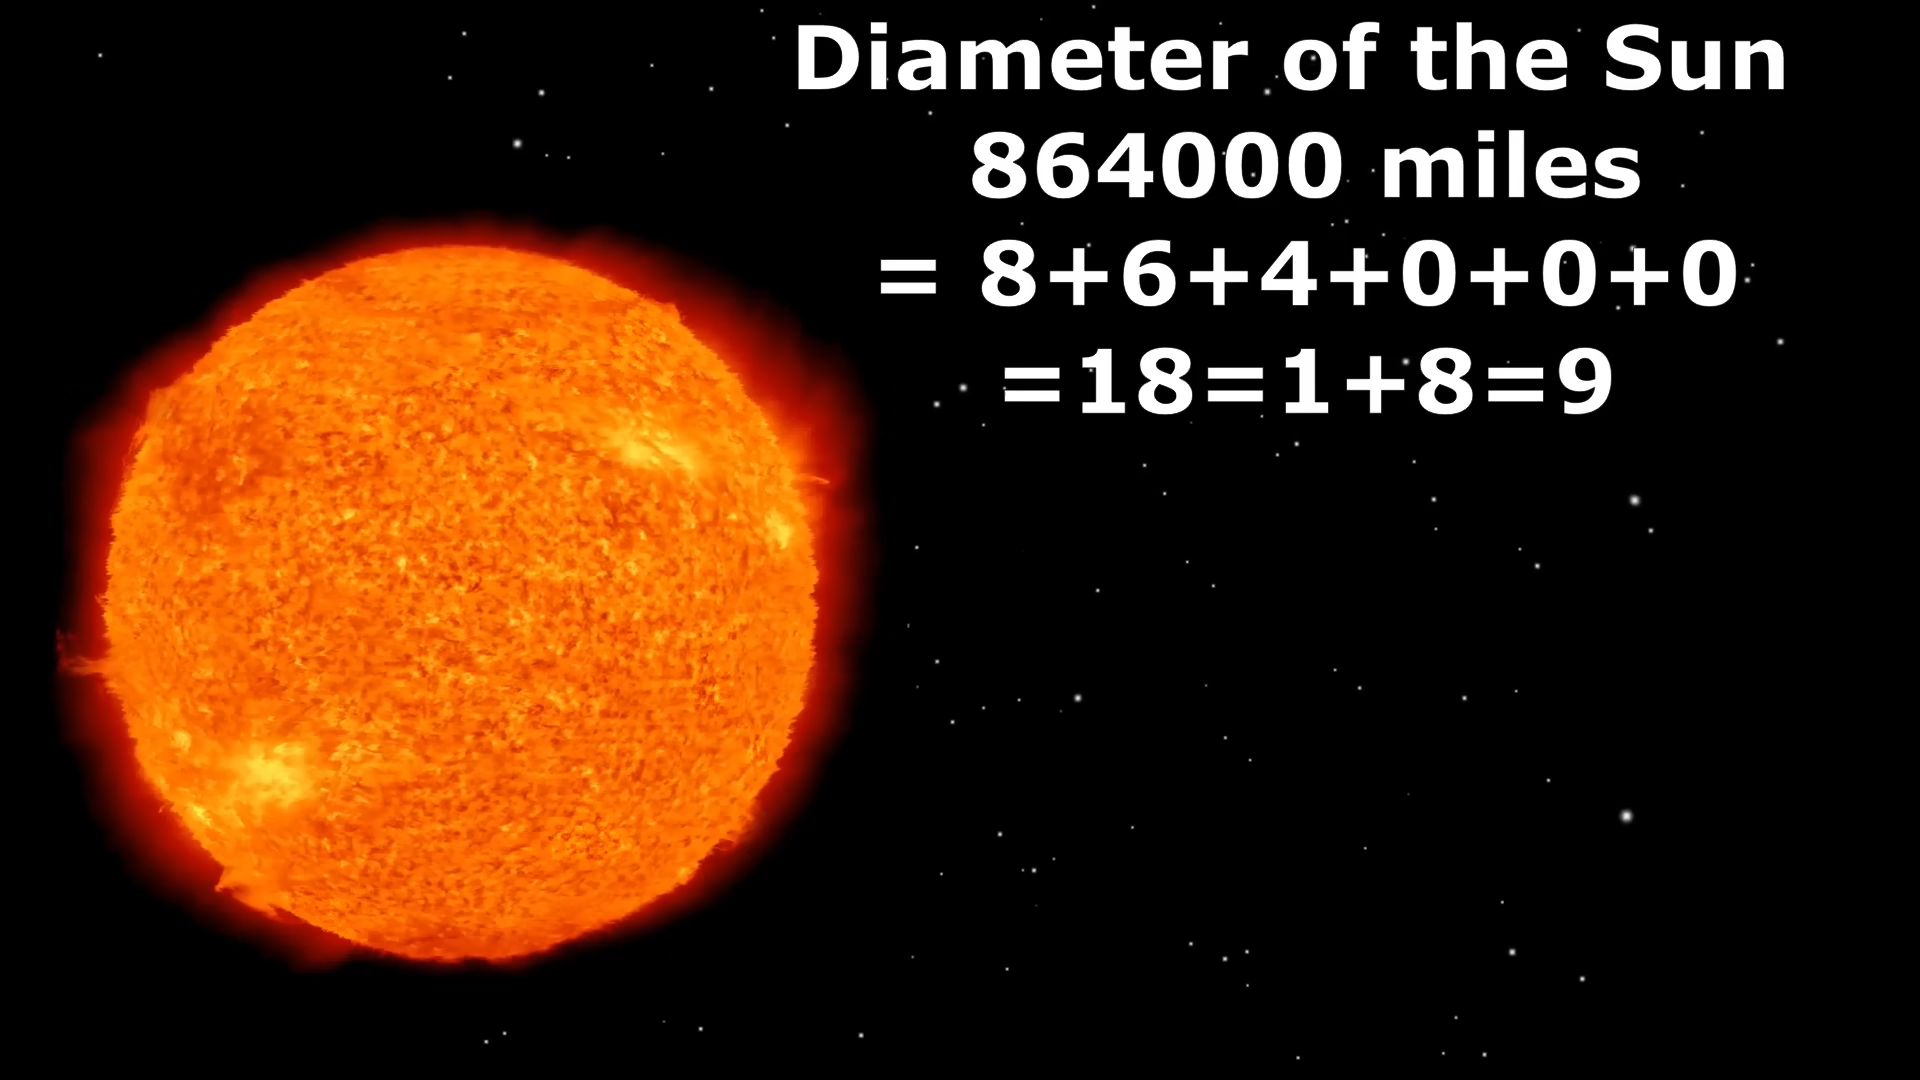 Diameter of the Sun
864000 miles
= 8+6+4+0+0+0
=18=1+8=9